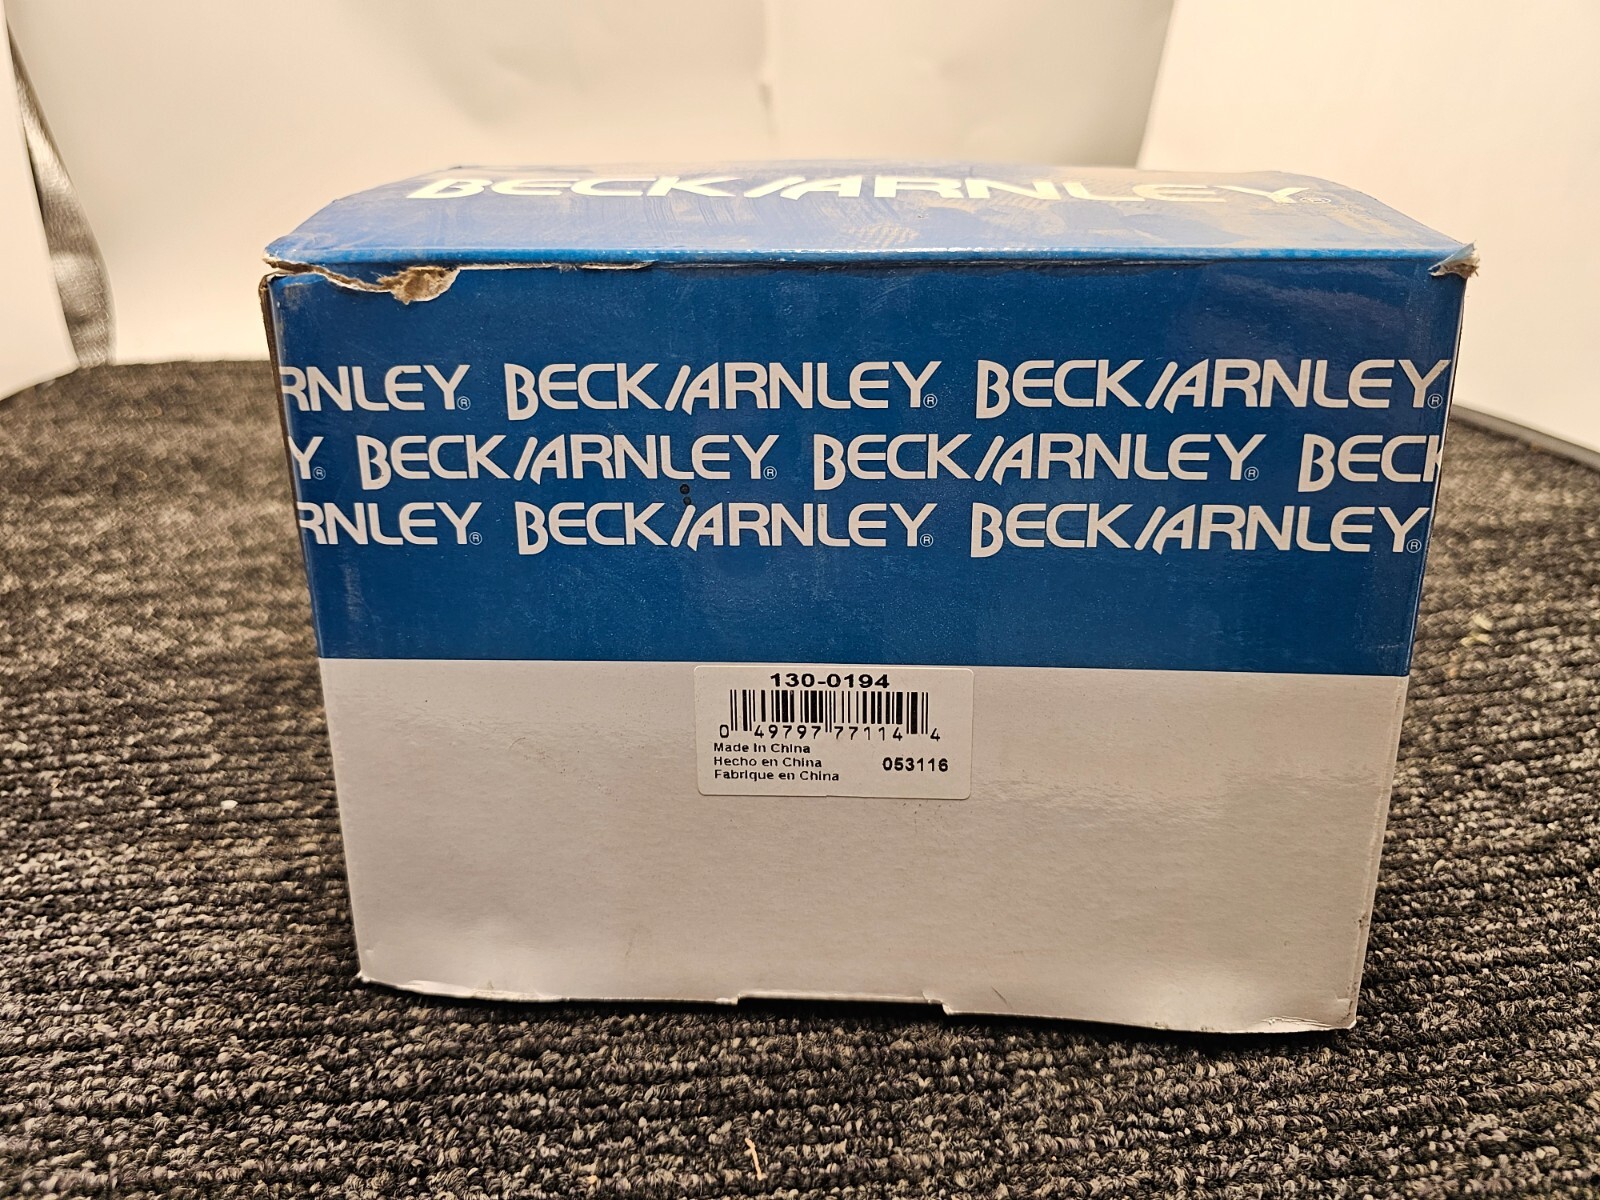 BECK/ARNLEY®
RNLEY® BECK/ARNLEY® BECK/ARNLEY®
Y® BECK/ARNLEY® BECK/ARNLEY® BECK
RNLEY® BECK/ARNLEY® BECK/ARNLEY®
130-0194
0 49797 77114 4
Made In China
Hecho en China 053116
Fabrique en China